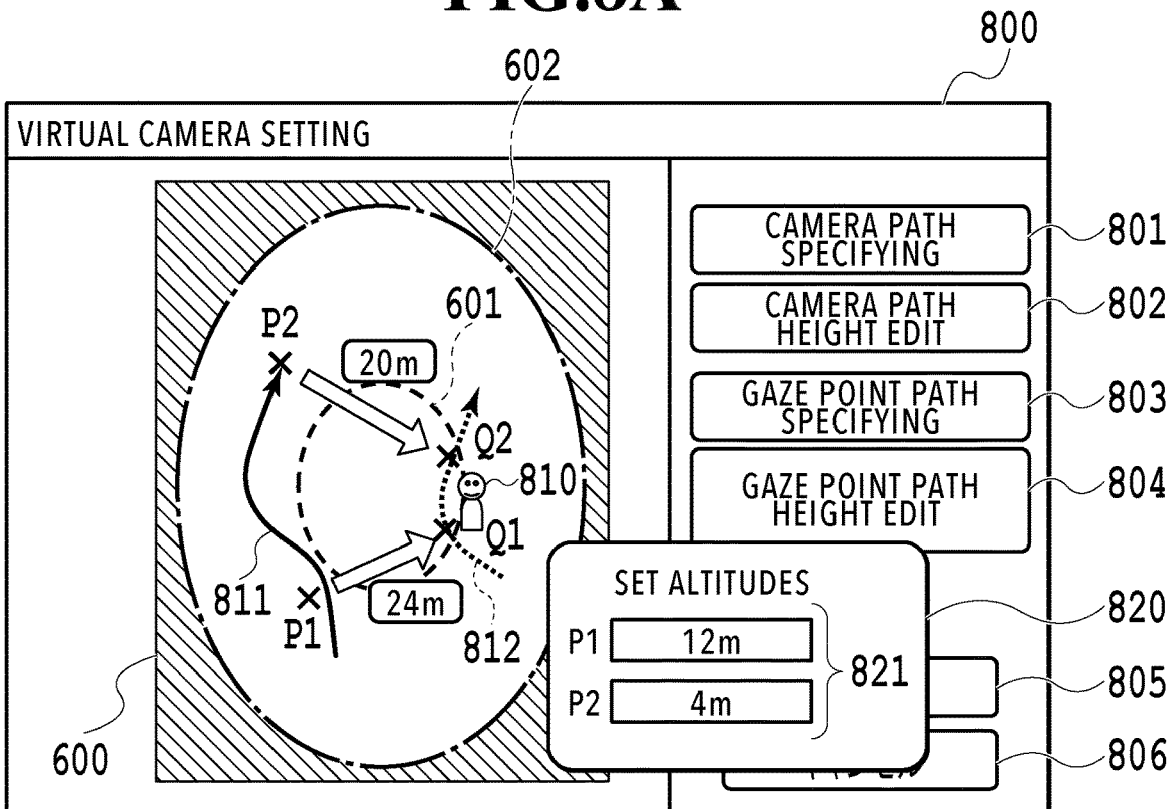 FIG.8A
800
602
VIRTUAL CAMERA SETTING
CAMERA PATH
SPECIFYING
801
CAMERA PATH
HEIGHT EDIT
802
GAZE POINT PATH
SPECIFYING
803
GAZE POINT PATH
HEIGHT EDIT
804
601
P2
20m
Q2
810
Q1
811
P1
24m
812
SET ALTITUDES
P1
12m
P2
4m
821
820
805
806
600